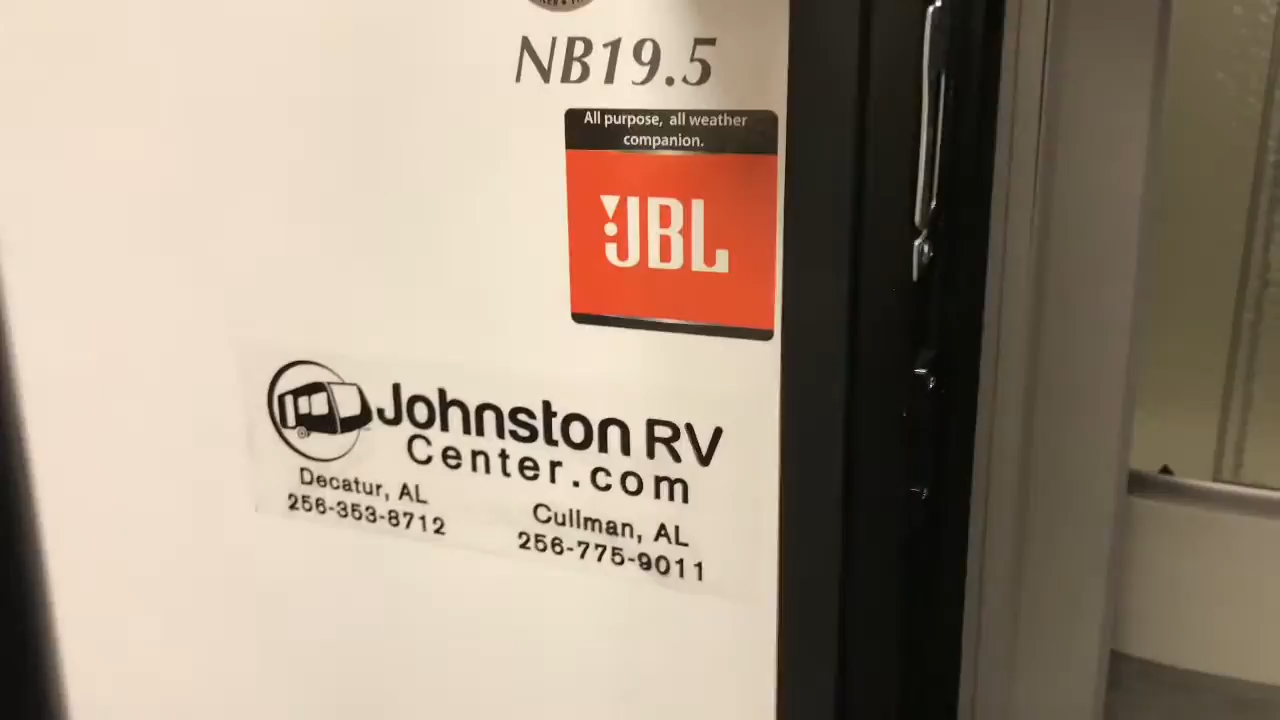 NB19.5
All purpose, all weather
companion.
JBL
Johnston RV
Center.com
Decatur, AL
256-353-8712
Cullman, AL
256-775-9011